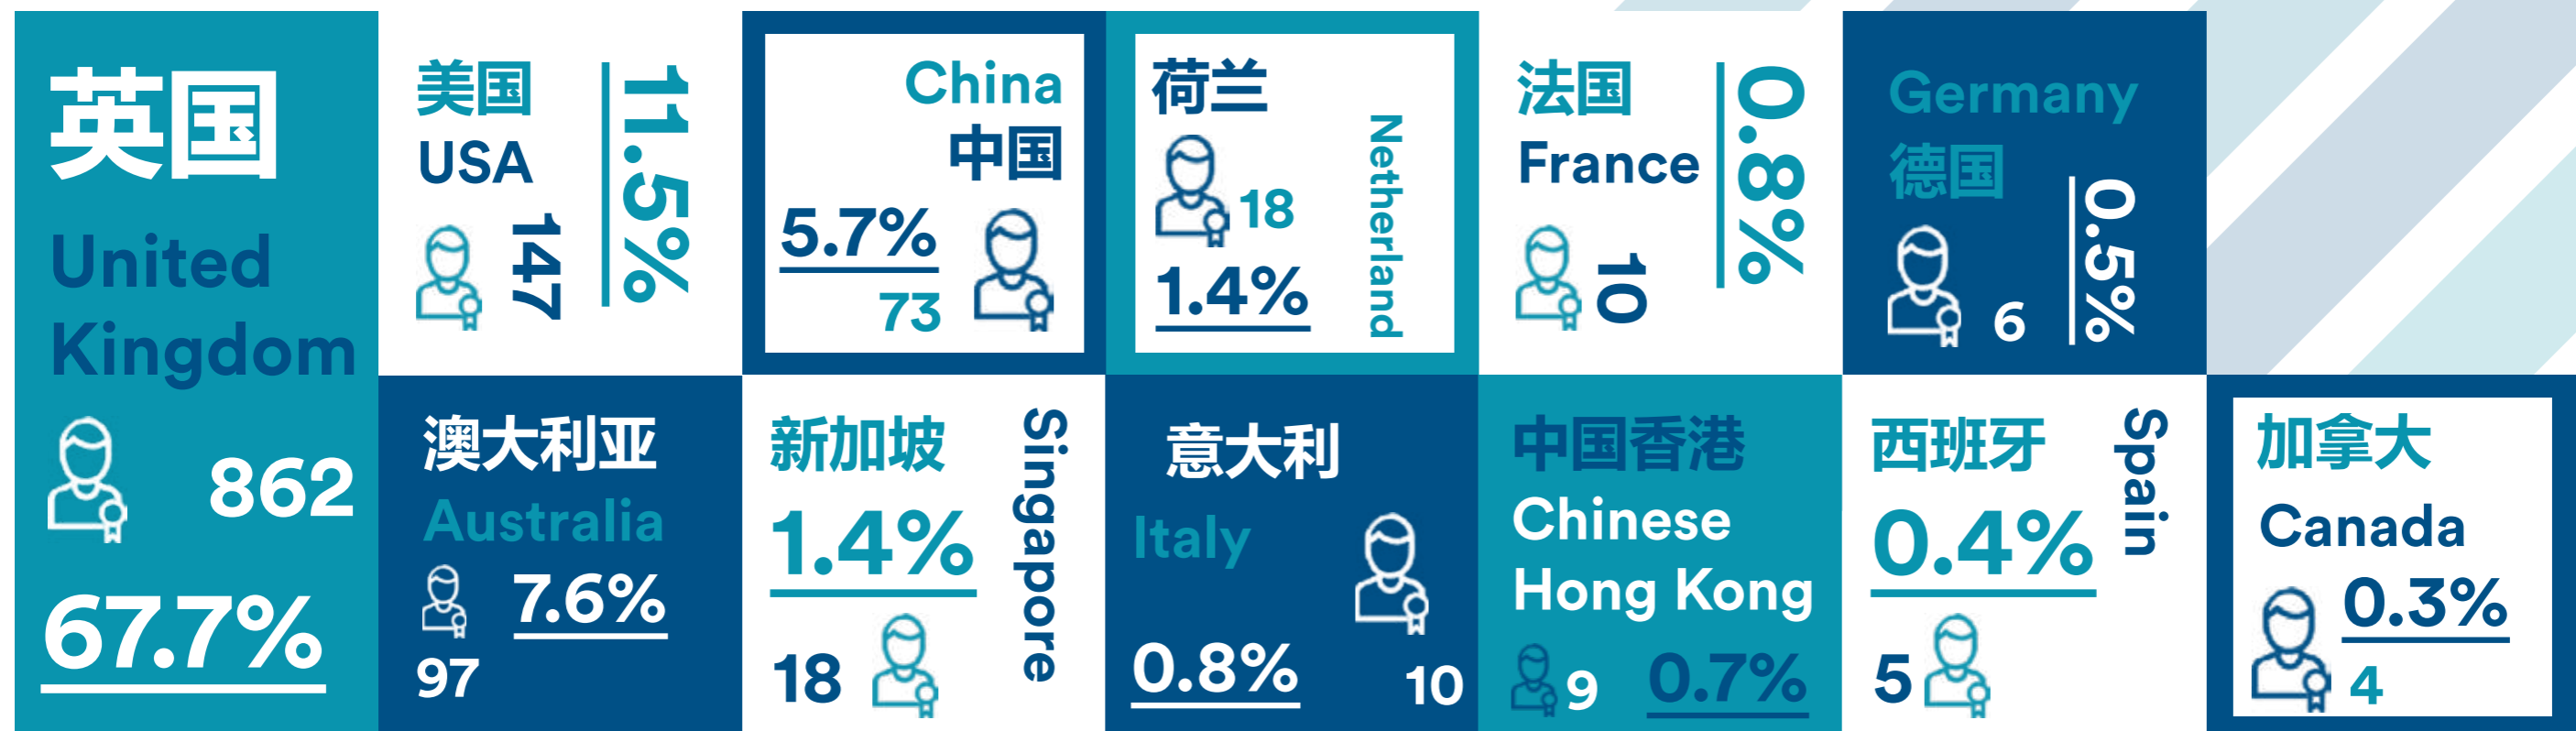 英国
United
Kingdom
862
67.7%
美国
USA
147
11.5%
China
中国
5.7%
73
荷兰
18
1.4%
Netherland
法国
France
10
0.8%
Germany
德国
6
0.5%
澳大利亚
Australia
7.6%
97
新加坡
1.4%
18
Singapore
意大利
Italy
0.8%
10
中国香港
Chinese
Hong Kong
9 0.7%
西班牙
0.4%
5
Spain
加拿大
Canada
0.3%
4